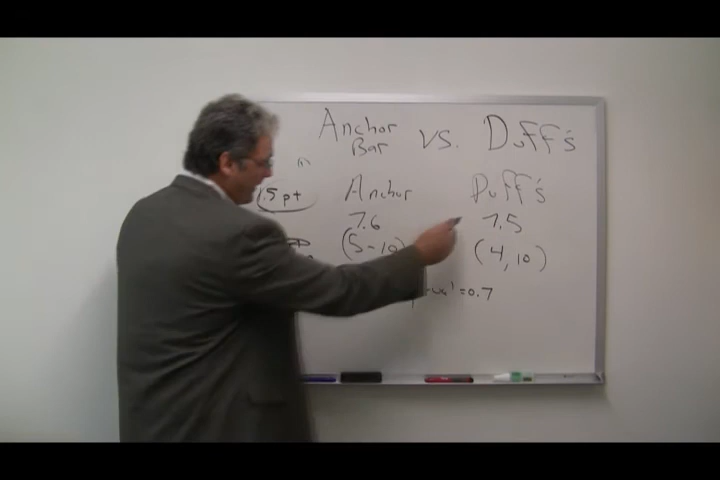 Anchor Bar vs. Duff's
.5 pt Anchor Duff's
7.6 7.5
(5-10) (4,10)
=0.7